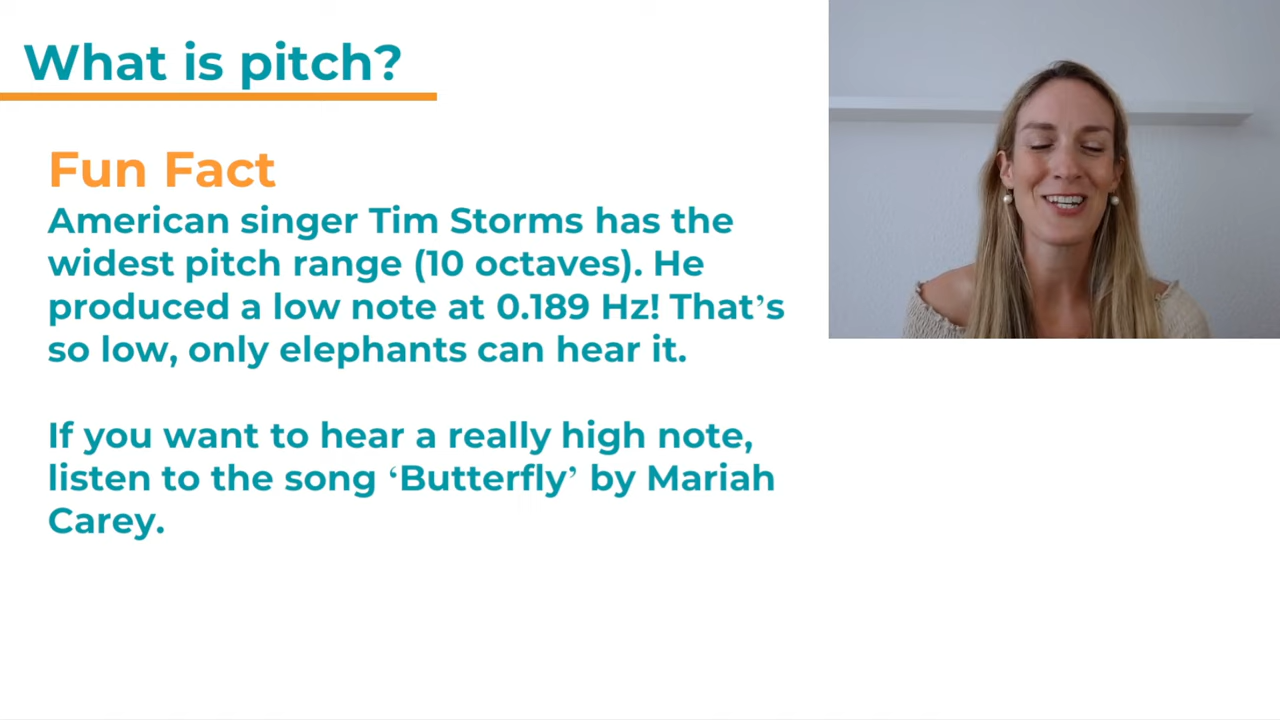 What is pitch?
Fun Fact
American singer Tim Storms has the
widest pitch range (10 octaves). He
produced a low note at 0.189 Hz! That’s
so low, only elephants can hear it.
If you want to hear a really high note,
listen to the song ‘Butterfly’ by Mariah
Carey.